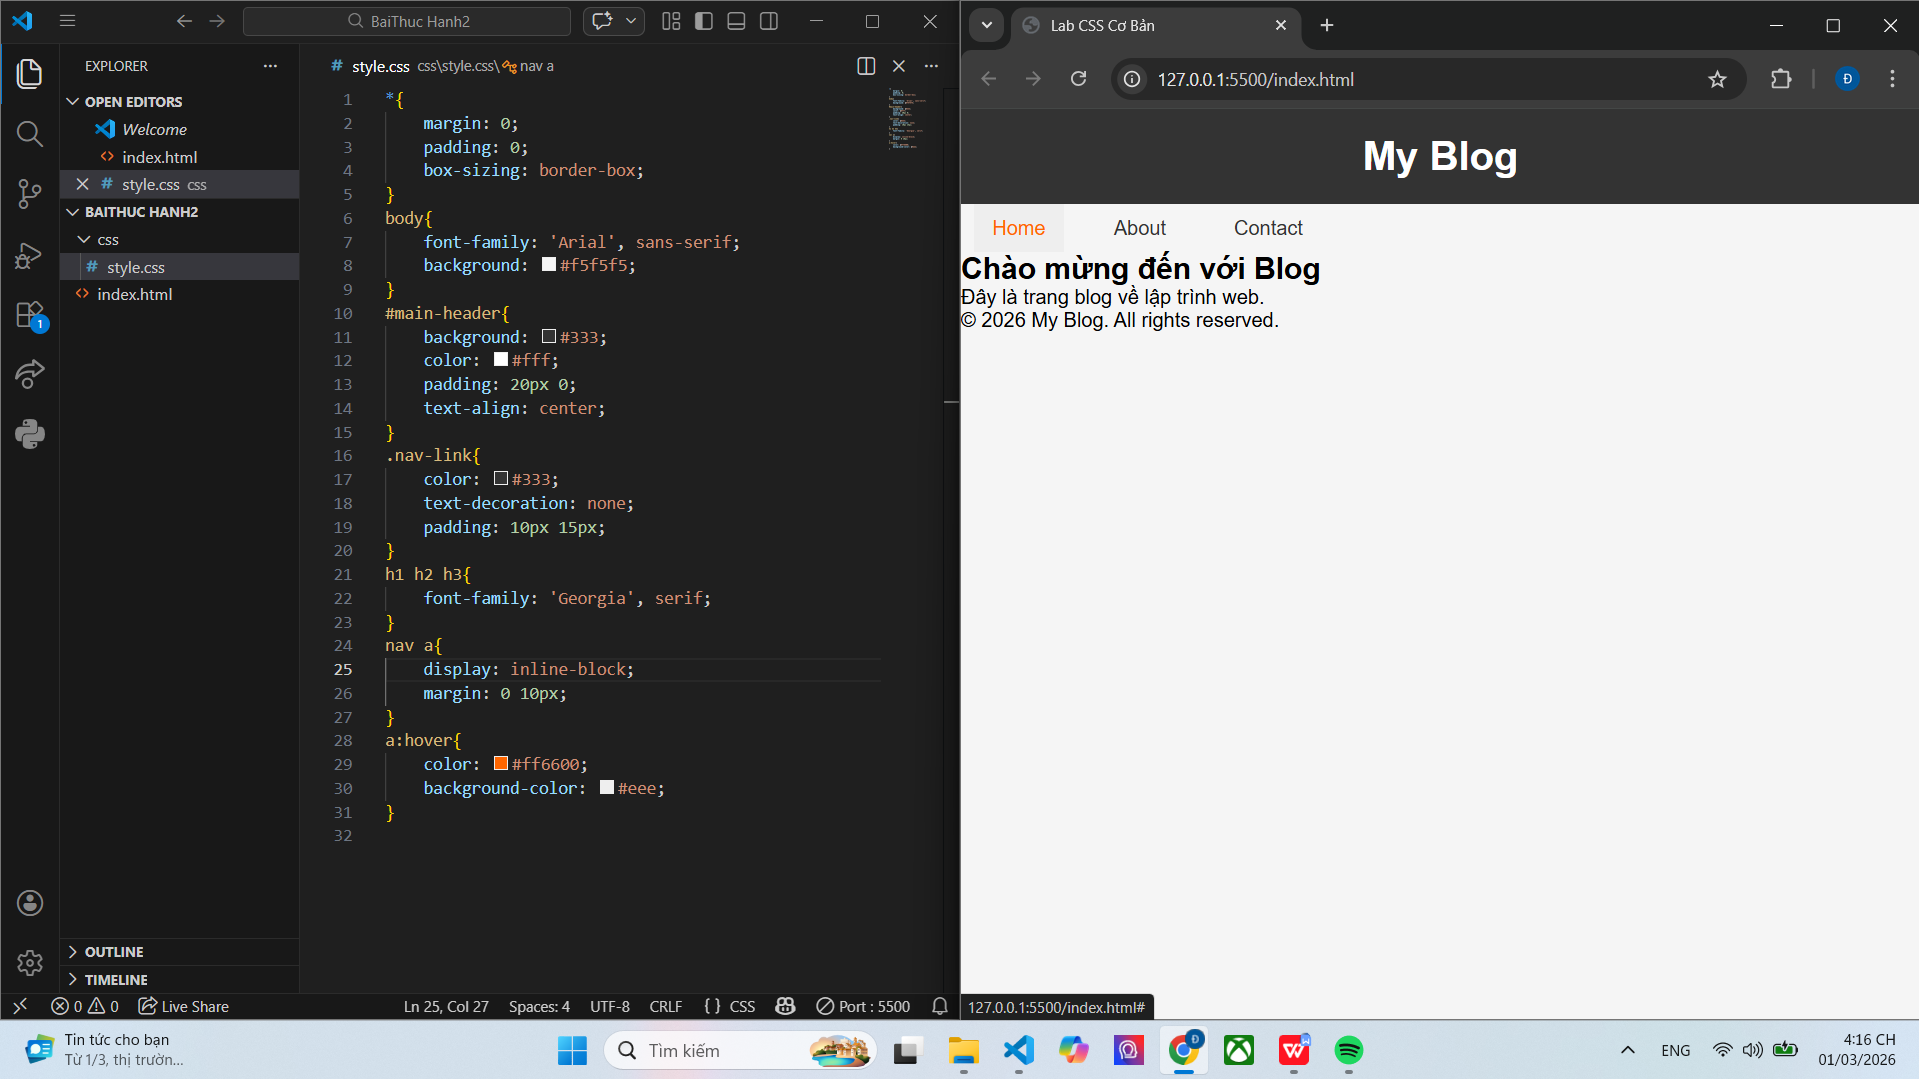 BaiThuc Hanh2
EXPLORER
OPEN EDITORS
Welcome
index.html
style.css css
BAITHUC HANH2
css
style.css
index.html
1
OUTLINE
TIMELINE
style.css css\style.css\ nav a
1 *{
2 margin: 0;
3 padding: 0;
4 box-sizing: border-box;
5 }
6 body{
7 font-family: 'Arial', sans-serif;
8 background: #f5f5f5;
9 }
10 #main-header{
11 background: #333;
12 color: #fff;
13 padding: 20px 0;
14 text-align: center;
15 }
16 .nav-link{
17 color: #333;
18 text-decoration: none;
19 padding: 10px 15px;
20 }
21 h1 h2 h3{
22 font-family: 'Georgia', serif;
23 }
24 nav a{
25 display: inline-block;
26 margin: 0 10px;
27 }
28 a:hover{
29 color: #ff6600;
30 background-color: #eee;
31 }
32
0 0 Live Share Ln 25, Col 27 Spaces: 4 UTF-8 CRLF {} CSS Port : 5500
Lab CSS Cơ Bản
127.0.0.1:5500/index.html
Đ
My Blog
Home About Contact
Chào mừng đến với Blog
Đây là trang blog về lập trình web.
© 2026 My Blog. All rights reserved.
127.0.0.1:5500/index.html#
Tin tức cho bạn
Từ 1/3, thị trườn...
Tìm kiếm
Đ
ENG
4:16 CH
01/03/2026